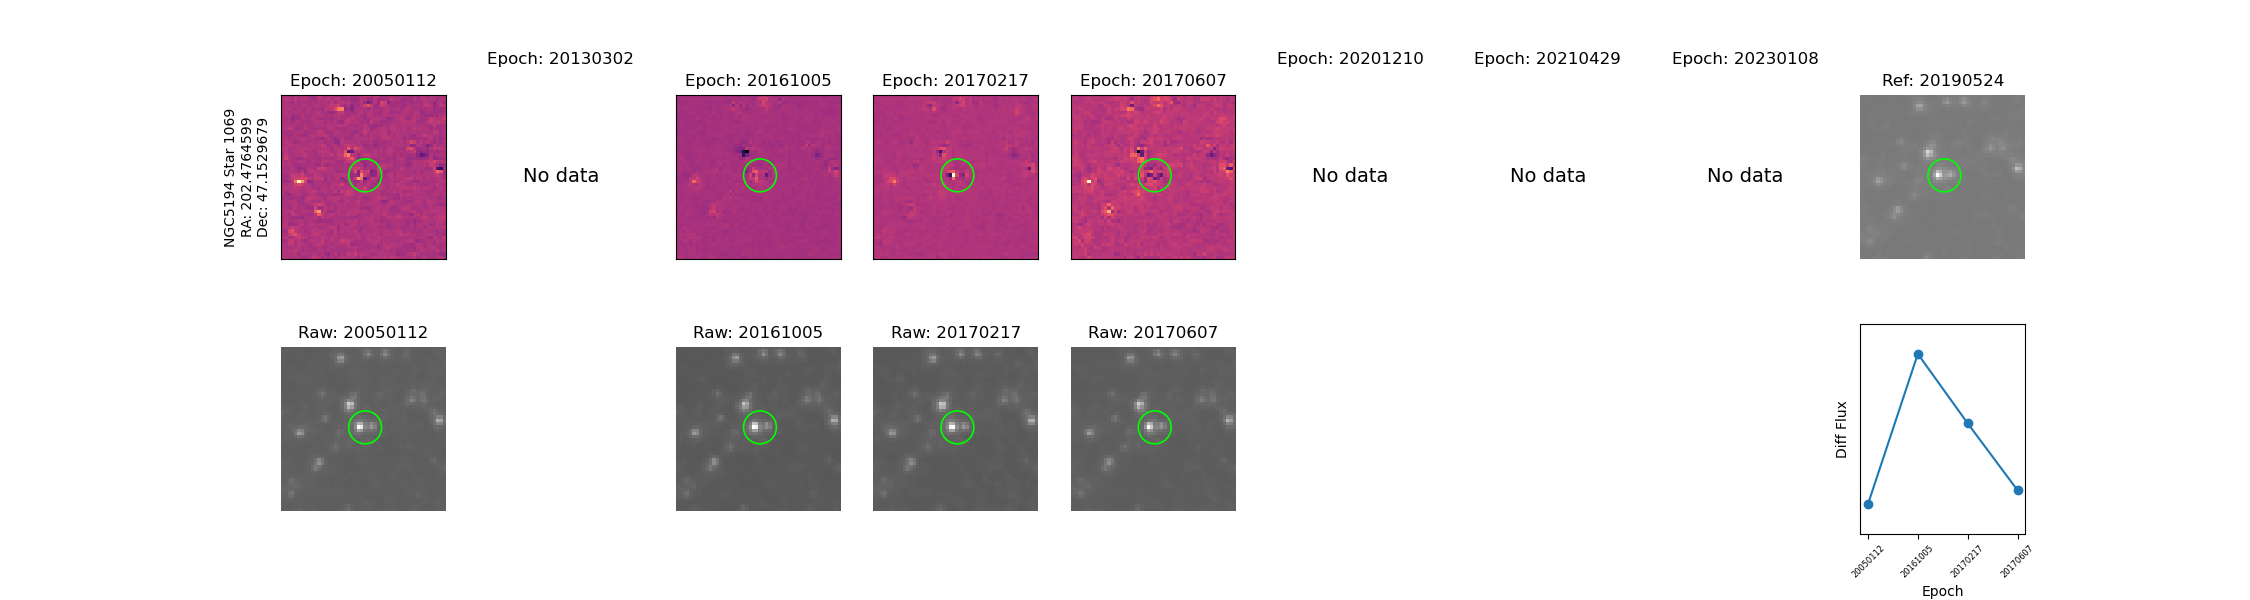 Epoch: 20130302
Epoch: 20201210
Epoch: 20210429
Epoch: 20230108
Epoch: 20050112
Epoch: 20161005
Epoch: 20170217
Epoch: 20170607
Ref: 20190524
NGC5194 Star 1069
RA: 202.4764599
Dec: 47.1529679
No data
No data
No data
No data
Raw: 20050112
Raw: 20161005
Raw: 20170217
Raw: 20170607
Diff Flux
20050112
20161005
20170217
20170607
Epoch